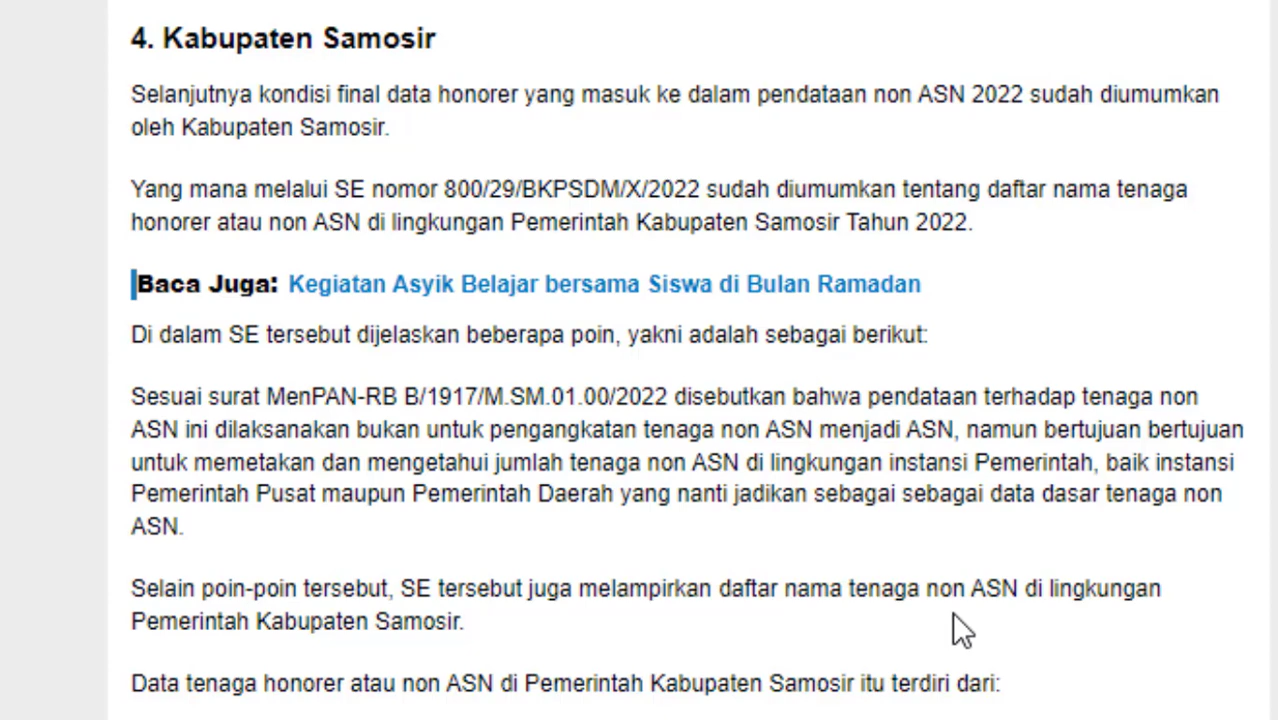 4. Kabupaten Samosir
Selanjutnya kondisi final data honorer yang masuk ke dalam pendataan non ASN 2022 sudah diumumkan
oleh Kabupaten Samosir.
Yang mana melalui SE nomor 800/29/BKPSDM/X/2022 sudah diumumkan tentang daftar nama tenaga
honorer atau non ASN di lingkungan Pemerintah Kabupaten Samosir Tahun 2022.
Baca Juga: Kegiatan Asyik Belajar bersama Siswa di Bulan Ramadan
Di dalam SE tersebut dijelaskan beberapa poin, yakni adalah sebagai berikut:
Sesuai surat MenPAN-RB B/1917/M.SM.01.00/2022 disebutkan bahwa pendataan terhadap tenaga non
ASN ini dilaksanakan bukan untuk pengangkatan tenaga non ASN menjadi ASN, namun bertujuan bertujuan
untuk memetakan dan mengetahui jumlah tenaga non ASN di lingkungan instansi Pemerintah, baik instansi
Pemerintah Pusat maupun Pemerintah Daerah yang nanti jadikan sebagai sebagai data dasar tenaga non
ASN.
Selain poin-poin tersebut, SE tersebut juga melampirkan daftar nama tenaga non ASN di lingkungan
Pemerintah Kabupaten Samosir.
Data tenaga honorer atau non ASN di Pemerintah Kabupaten Samosir itu terdiri dari: